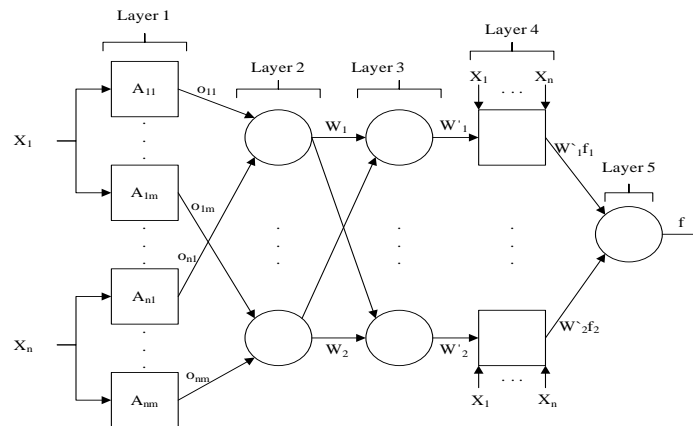 Layer 1
Layer 2
Layer 3
Layer 4
Layer 5
X1
Xn
A11
A1m
An1
Anm
o11
o1m
on1
onm
W1
W2
W'1
W'2
X1 ... Xn
X1 ... Xn
W`1f1
W`2f2
f